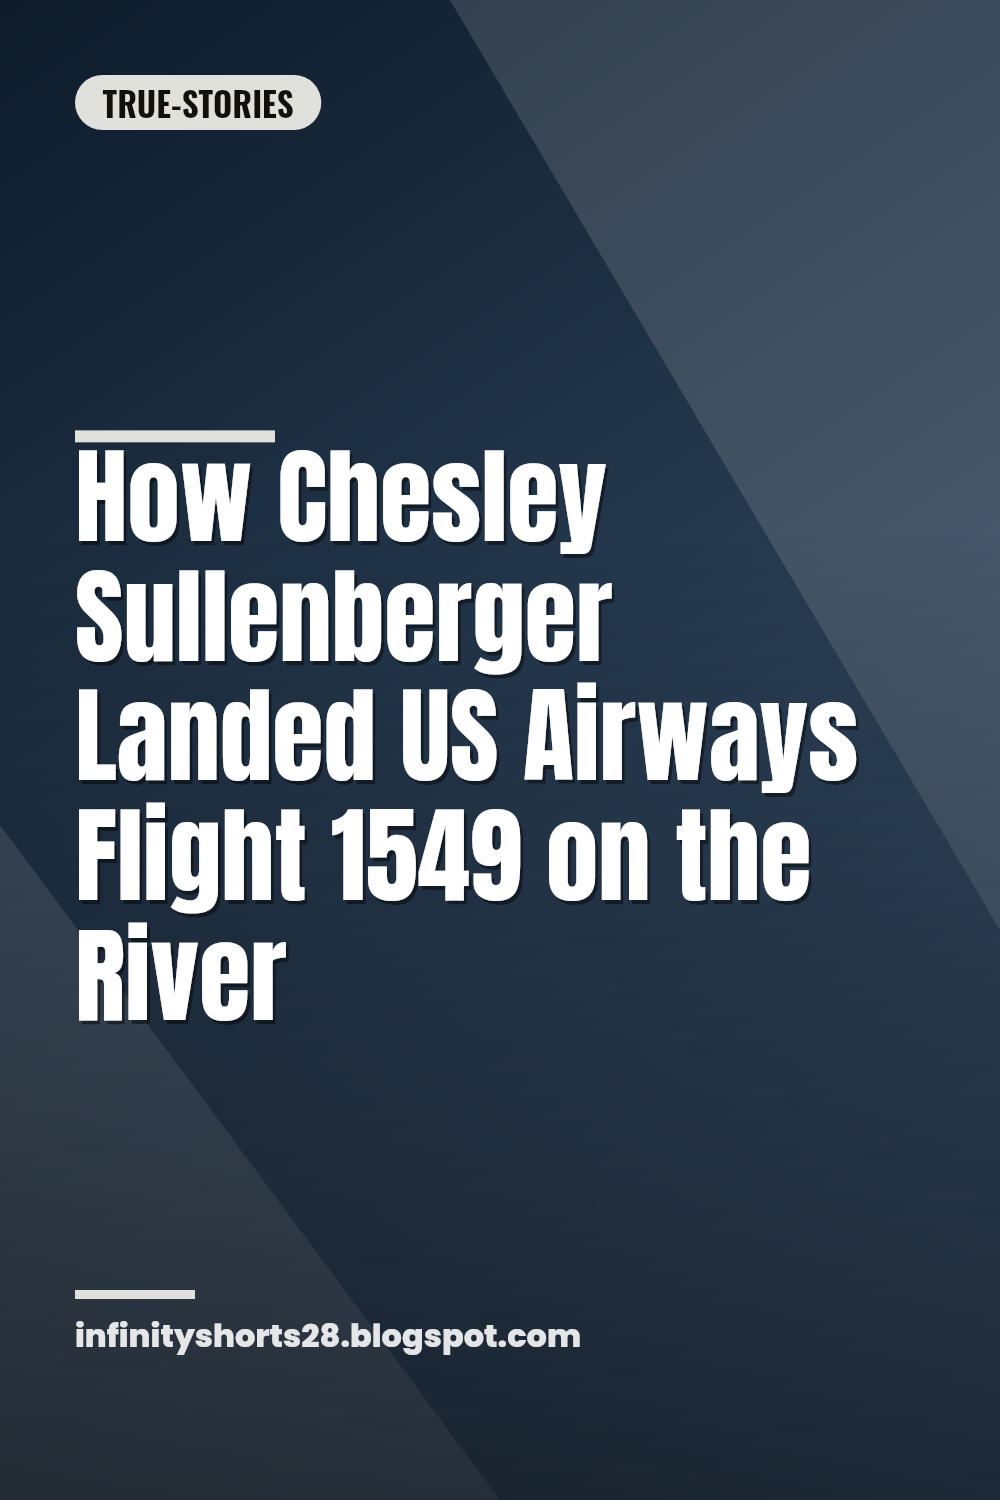 TRUE-STORIES
How Chesley
Sullenberger
Landed US Airways
Flight 1549 on the
River
infinityshorts28.blogspot.com